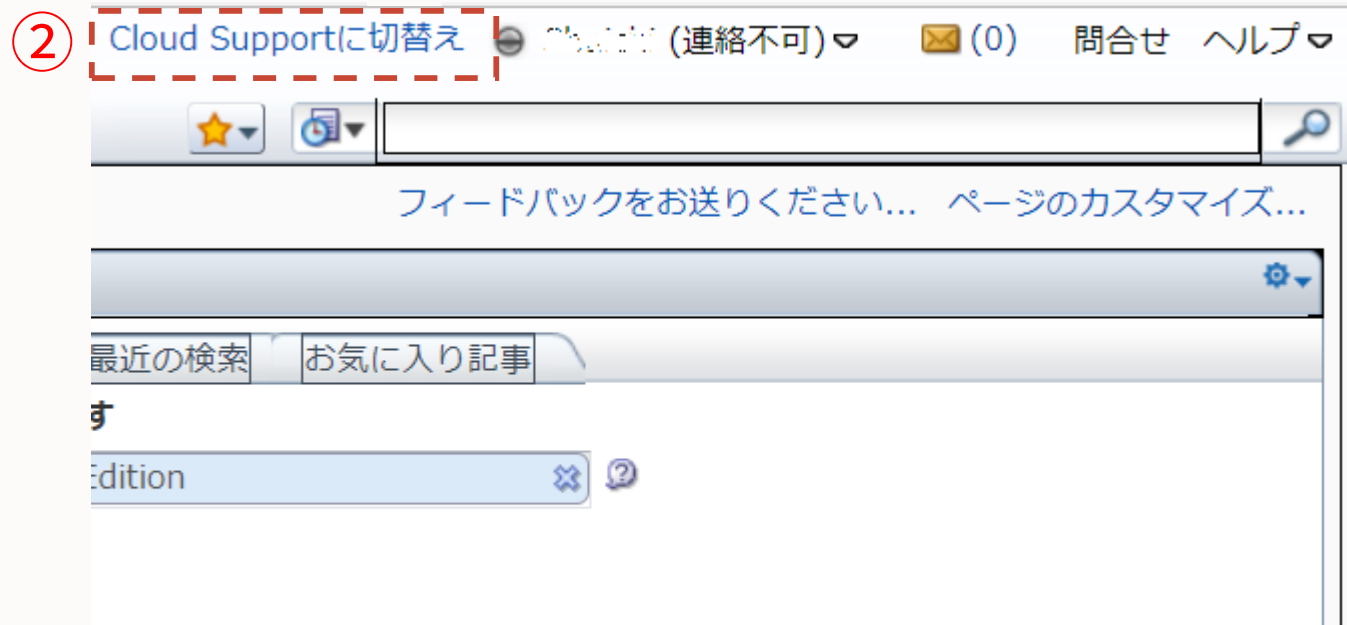 ② Cloud Supportに切替え (連絡不可) (0) 問合せ ヘルプ
フィードバックをお送りください... ページのカスタマイズ...
最近の検索 お気に入り記事
す
Edition